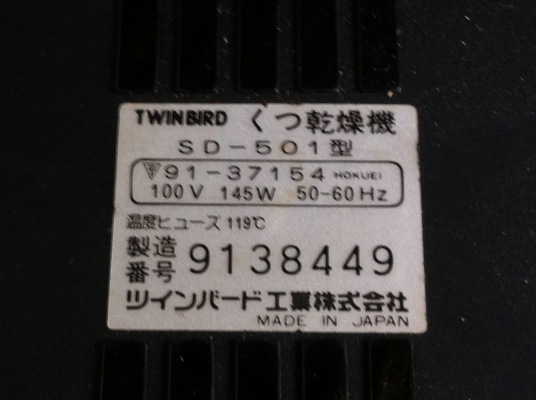 TWINBIRD くつ乾燥機
SD-501型
91-37154 HOKUEI
100V 145W 50-60Hz
温度ヒューズ 119℃
製造番号 9138449
ツインバード工業株式会社
MADE IN JAPAN